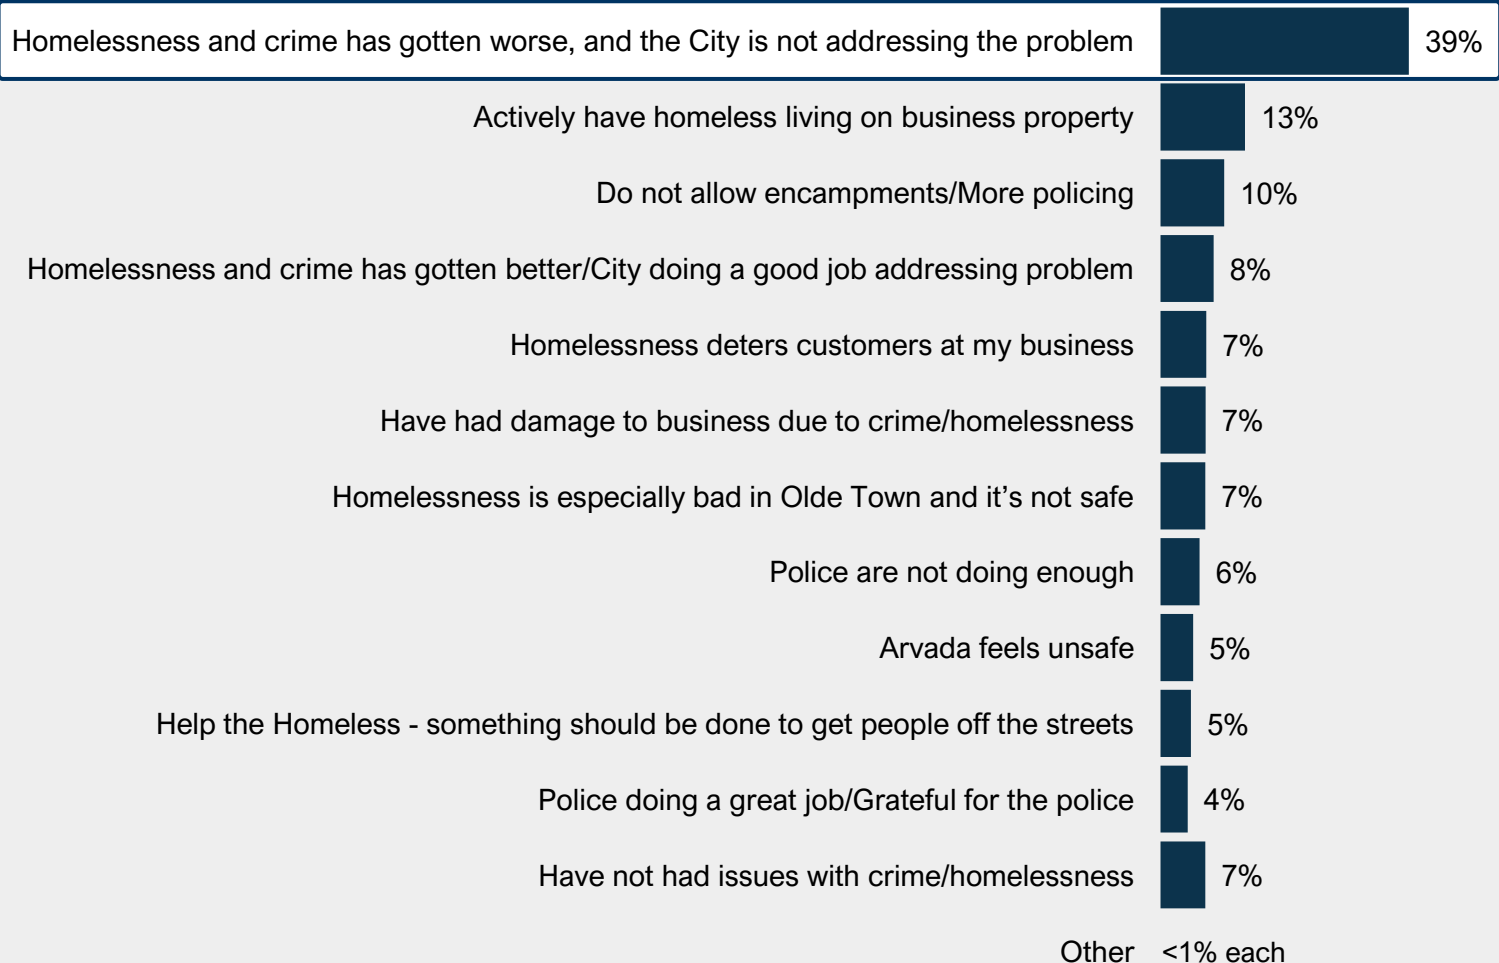 Homelessness and crime has gotten worse, and the City is not addressing the problem 39%
Actively have homeless living on business property 13%
Do not allow encampments/More policing 10%
Homelessness and crime has gotten better/City doing a good job addressing problem 8%
Homelessness deters customers at my business 7%
Have had damage to business due to crime/homelessness 7%
Homelessness is especially bad in Olde Town and it’s not safe 7%
Police are not doing enough 6%
Arvada feels unsafe 5%
Help the Homeless - something should be done to get people off the streets 5%
Police doing a great job/Grateful for the police 4%
Have not had issues with crime/homelessness 7%
Other <1% each